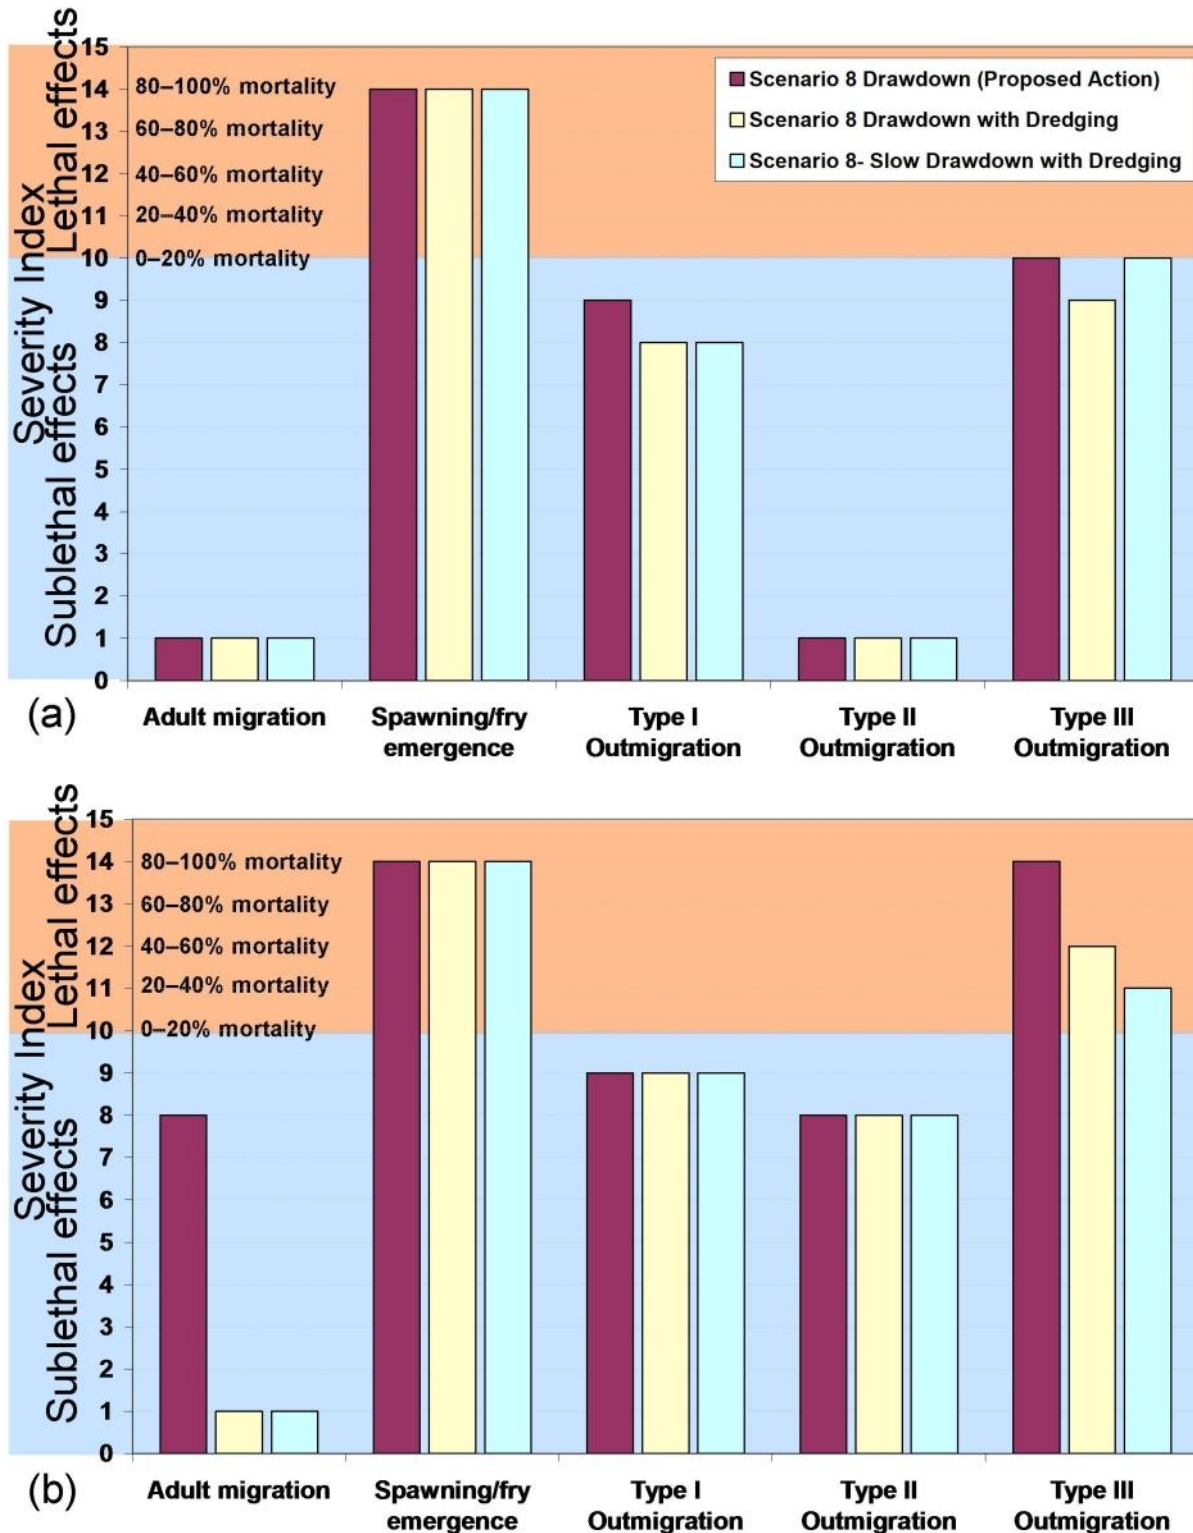 Severity Index
Sublethal effects
Lethal effects
15
14
13
12
11
10
9
8
7
6
5
4
3
2
1
0
80–100% mortality
60–80% mortality
40–60% mortality
20–40% mortality
0–20% mortality
Scenario 8 Drawdown (Proposed Action)
Scenario 8 Drawdown with Dredging
Scenario 8- Slow Drawdown with Dredging
(a)
Adult migration
Spawning/fry
emergence
Type I
Outmigration
Type II
Outmigration
Type III
Outmigration
Severity Index
Sublethal effects
Lethal effects
15
14
13
12
11
10
9
8
7
6
5
4
3
2
1
0
80–100% mortality
60–80% mortality
40–60% mortality
20–40% mortality
0–20% mortality
(b)
Adult migration
Spawning/fry
emergence
Type I
Outmigration
Type II
Outmigration
Type III
Outmigration